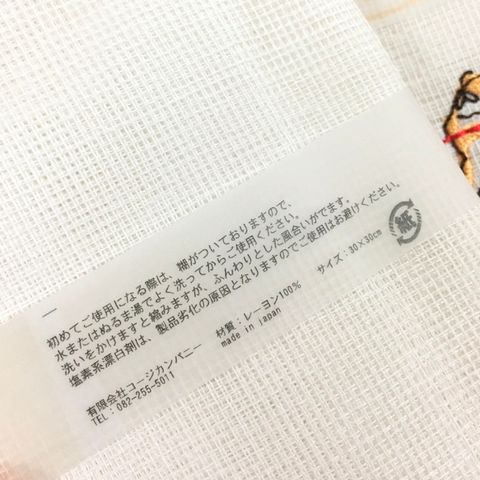 初めてご使用になる際は、糊がついておりますので、
水またはぬるま湯でよく洗ってからご使用ください。
洗いをかけますと縮みますが、ふんわりとした風合いがでます。
塩素系漂白剤は、製品劣化の原因となりますのでご使用はお避けください。
有限会社コージカンパニー
TEL：082-255-5011
材質：レーヨン100%
made in japan
サイズ：30×30cm
紙